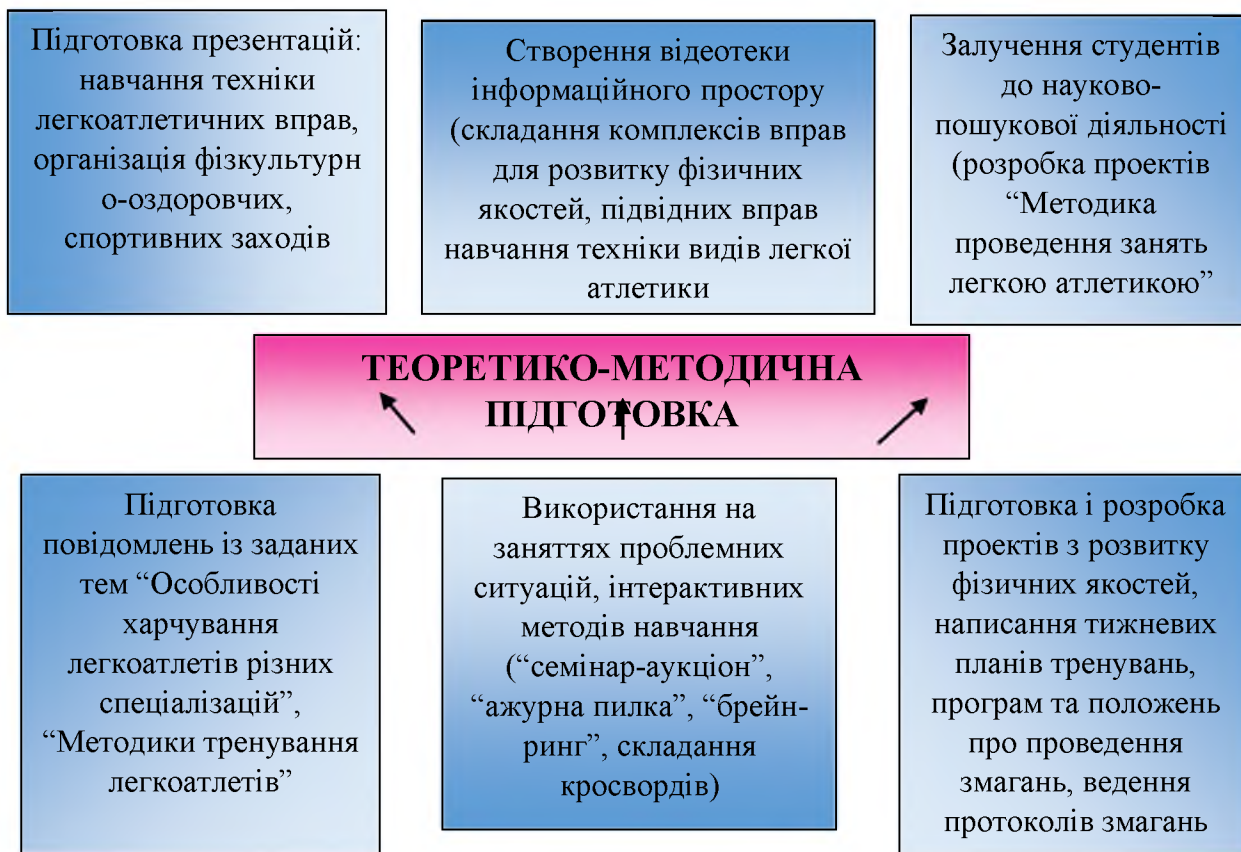 Підготовка презентацій:
навчання техніки
легкоатлетичних вправ,
організація фізкультурн
о-оздоровчих,
спортивних заходів
Створення відеотеки
інформаційного простору
(складання комплексів вправ
для розвитку фізичних
якостей, підвідних вправ
навчання техніки видів легкої
атлетики
Залучення студентів
до науково-
пошукової діяльності
(розробка проектів
“Методика
проведення занять
легкою атлетикою”
ТЕОРЕТИКО-МЕТОДИЧНА
ПІДГОТОВКА
Підготовка
повідомлень із заданих
тем “Особливості
харчування
легкоатлетів різних
спеціалізацій”,
“Методики тренування
легкоатлетів”
Використання на
заняттях проблемних
ситуацій, інтерактивних
методів навчання
(“семінар-аукціон”,
“ажурна пилка”, “брейн-
ринг”, складання
кросвордів)
Підготовка і розробка
проектів з розвитку
фізичних якостей,
написання тижневих
планів тренувань,
програм та положень
про проведення
змагань, ведення
протоколів змагань